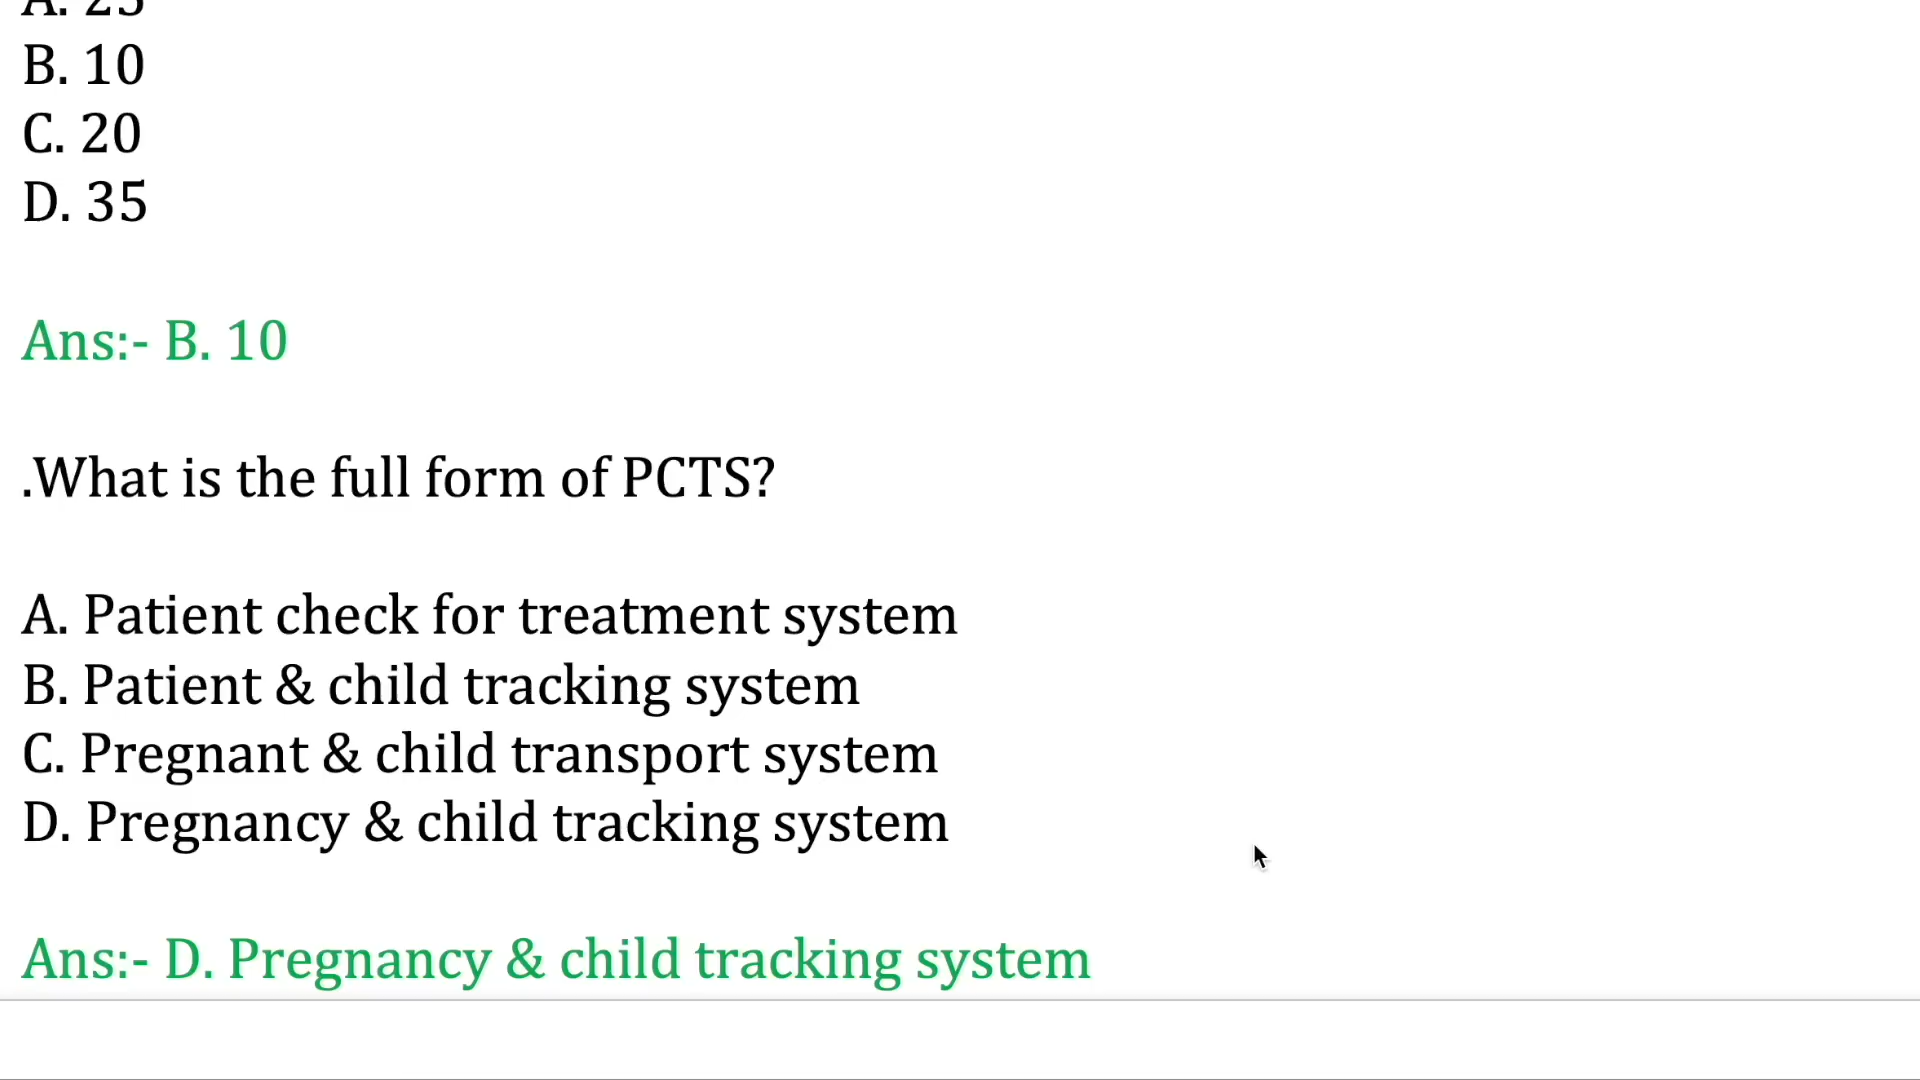 A. 25
B. 10
C. 20
D. 35
Ans:- B. 10
.What is the full form of PCTS?
A. Patient check for treatment system
B. Patient & child tracking system
C. Pregnant & child transport system
D. Pregnancy & child tracking system
Ans:- D. Pregnancy & child tracking system